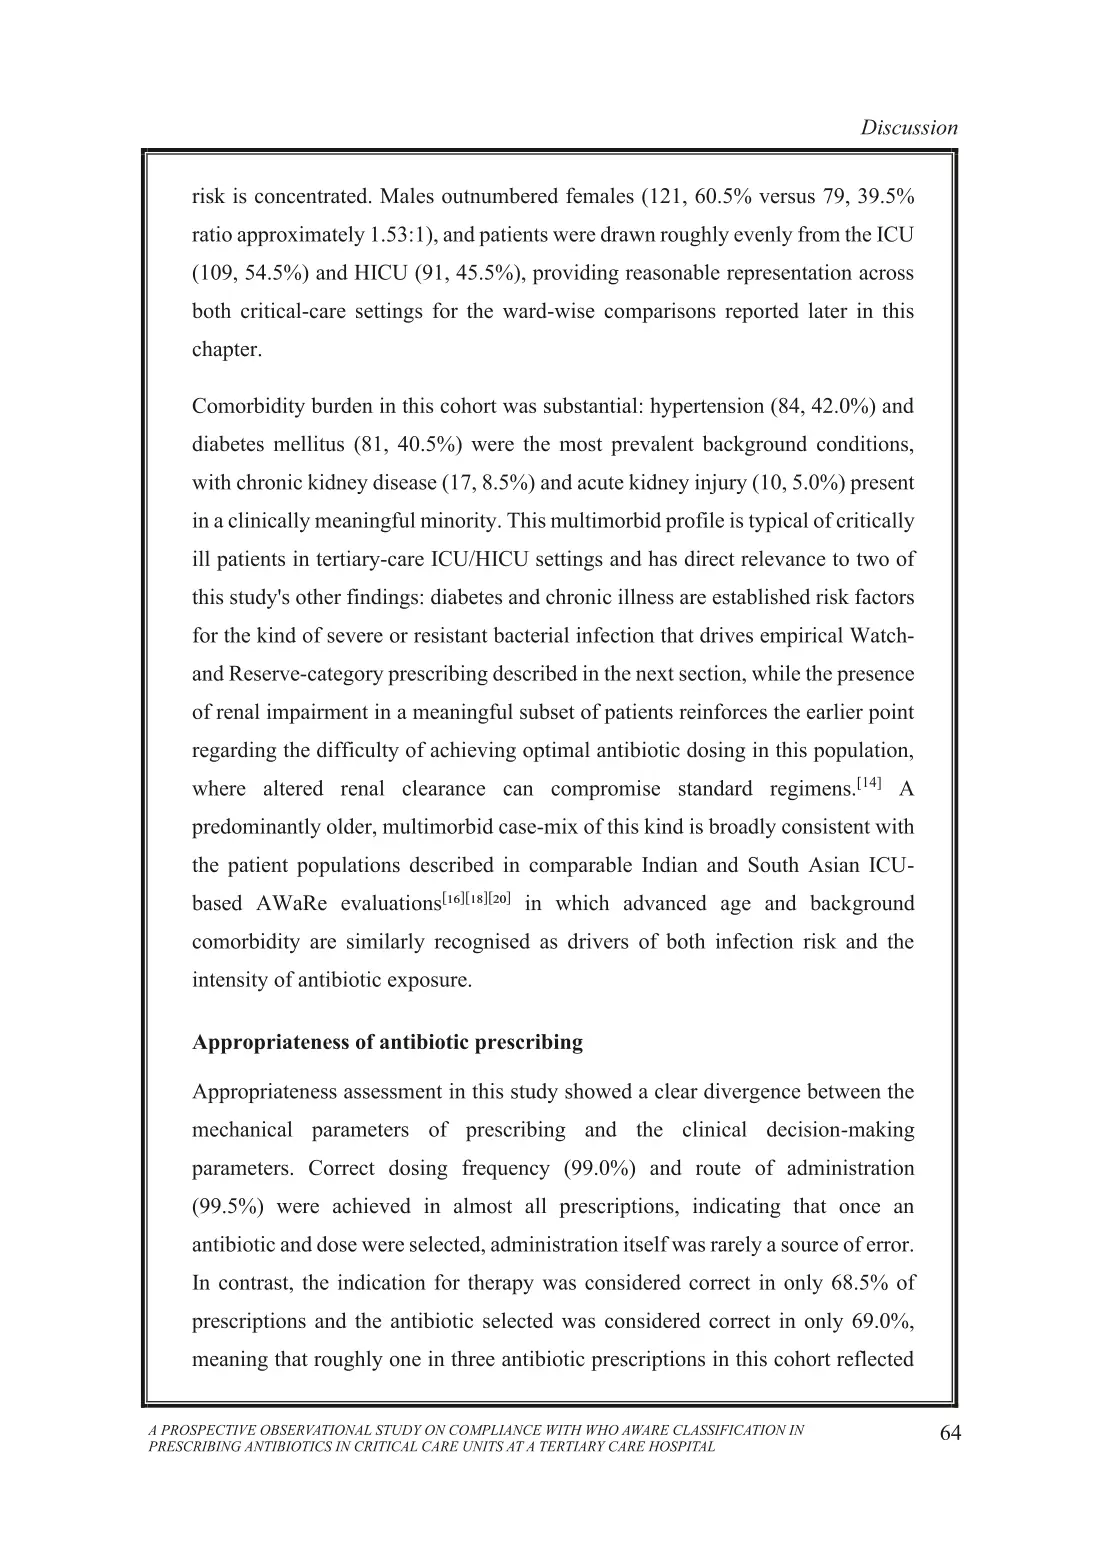 Discussion
risk is concentrated. Males outnumbered females (121, 60.5% versus 79, 39.5%
ratio approximately 1.53:1), and patients were drawn roughly evenly from the ICU
(109, 54.5%) and HICU (91, 45.5%), providing reasonable representation across
both critical-care settings for the ward-wise comparisons reported later in this
chapter.
Comorbidity burden in this cohort was substantial: hypertension (84, 42.0%) and
diabetes mellitus (81, 40.5%) were the most prevalent background conditions,
with chronic kidney disease (17, 8.5%) and acute kidney injury (10, 5.0%) present
in a clinically meaningful minority. This multimorbid profile is typical of critically
ill patients in tertiary-care ICU/HICU settings and has direct relevance to two of
this study's other findings: diabetes and chronic illness are established risk factors
for the kind of severe or resistant bacterial infection that drives empirical Watch-
and Reserve-category prescribing described in the next section, while the presence
of renal impairment in a meaningful subset of patients reinforces the earlier point
regarding the difficulty of achieving optimal antibiotic dosing in this population,
where altered renal clearance can compromise standard regimens.[14] A
predominantly older, multimorbid case-mix of this kind is broadly consistent with
the patient populations described in comparable Indian and South Asian ICU-
based AWaRe evaluations[16][18][20] in which advanced age and background
comorbidity are similarly recognised as drivers of both infection risk and the
intensity of antibiotic exposure.
Appropriateness of antibiotic prescribing
Appropriateness assessment in this study showed a clear divergence between the
mechanical parameters of prescribing and the clinical decision-making
parameters. Correct dosing frequency (99.0%) and route of administration
(99.5%) were achieved in almost all prescriptions, indicating that once an
antibiotic and dose were selected, administration itself was rarely a source of error.
In contrast, the indication for therapy was considered correct in only 68.5% of
prescriptions and the antibiotic selected was considered correct in only 69.0%,
meaning that roughly one in three antibiotic prescriptions in this cohort reflected
A PROSPECTIVE OBSERVATIONAL STUDY ON COMPLIANCE WITH WHO AWARE CLASSIFICATION IN
PRESCRIBING ANTIBIOTICS IN CRITICAL CARE UNITS AT A TERTIARY CARE HOSPITAL
64